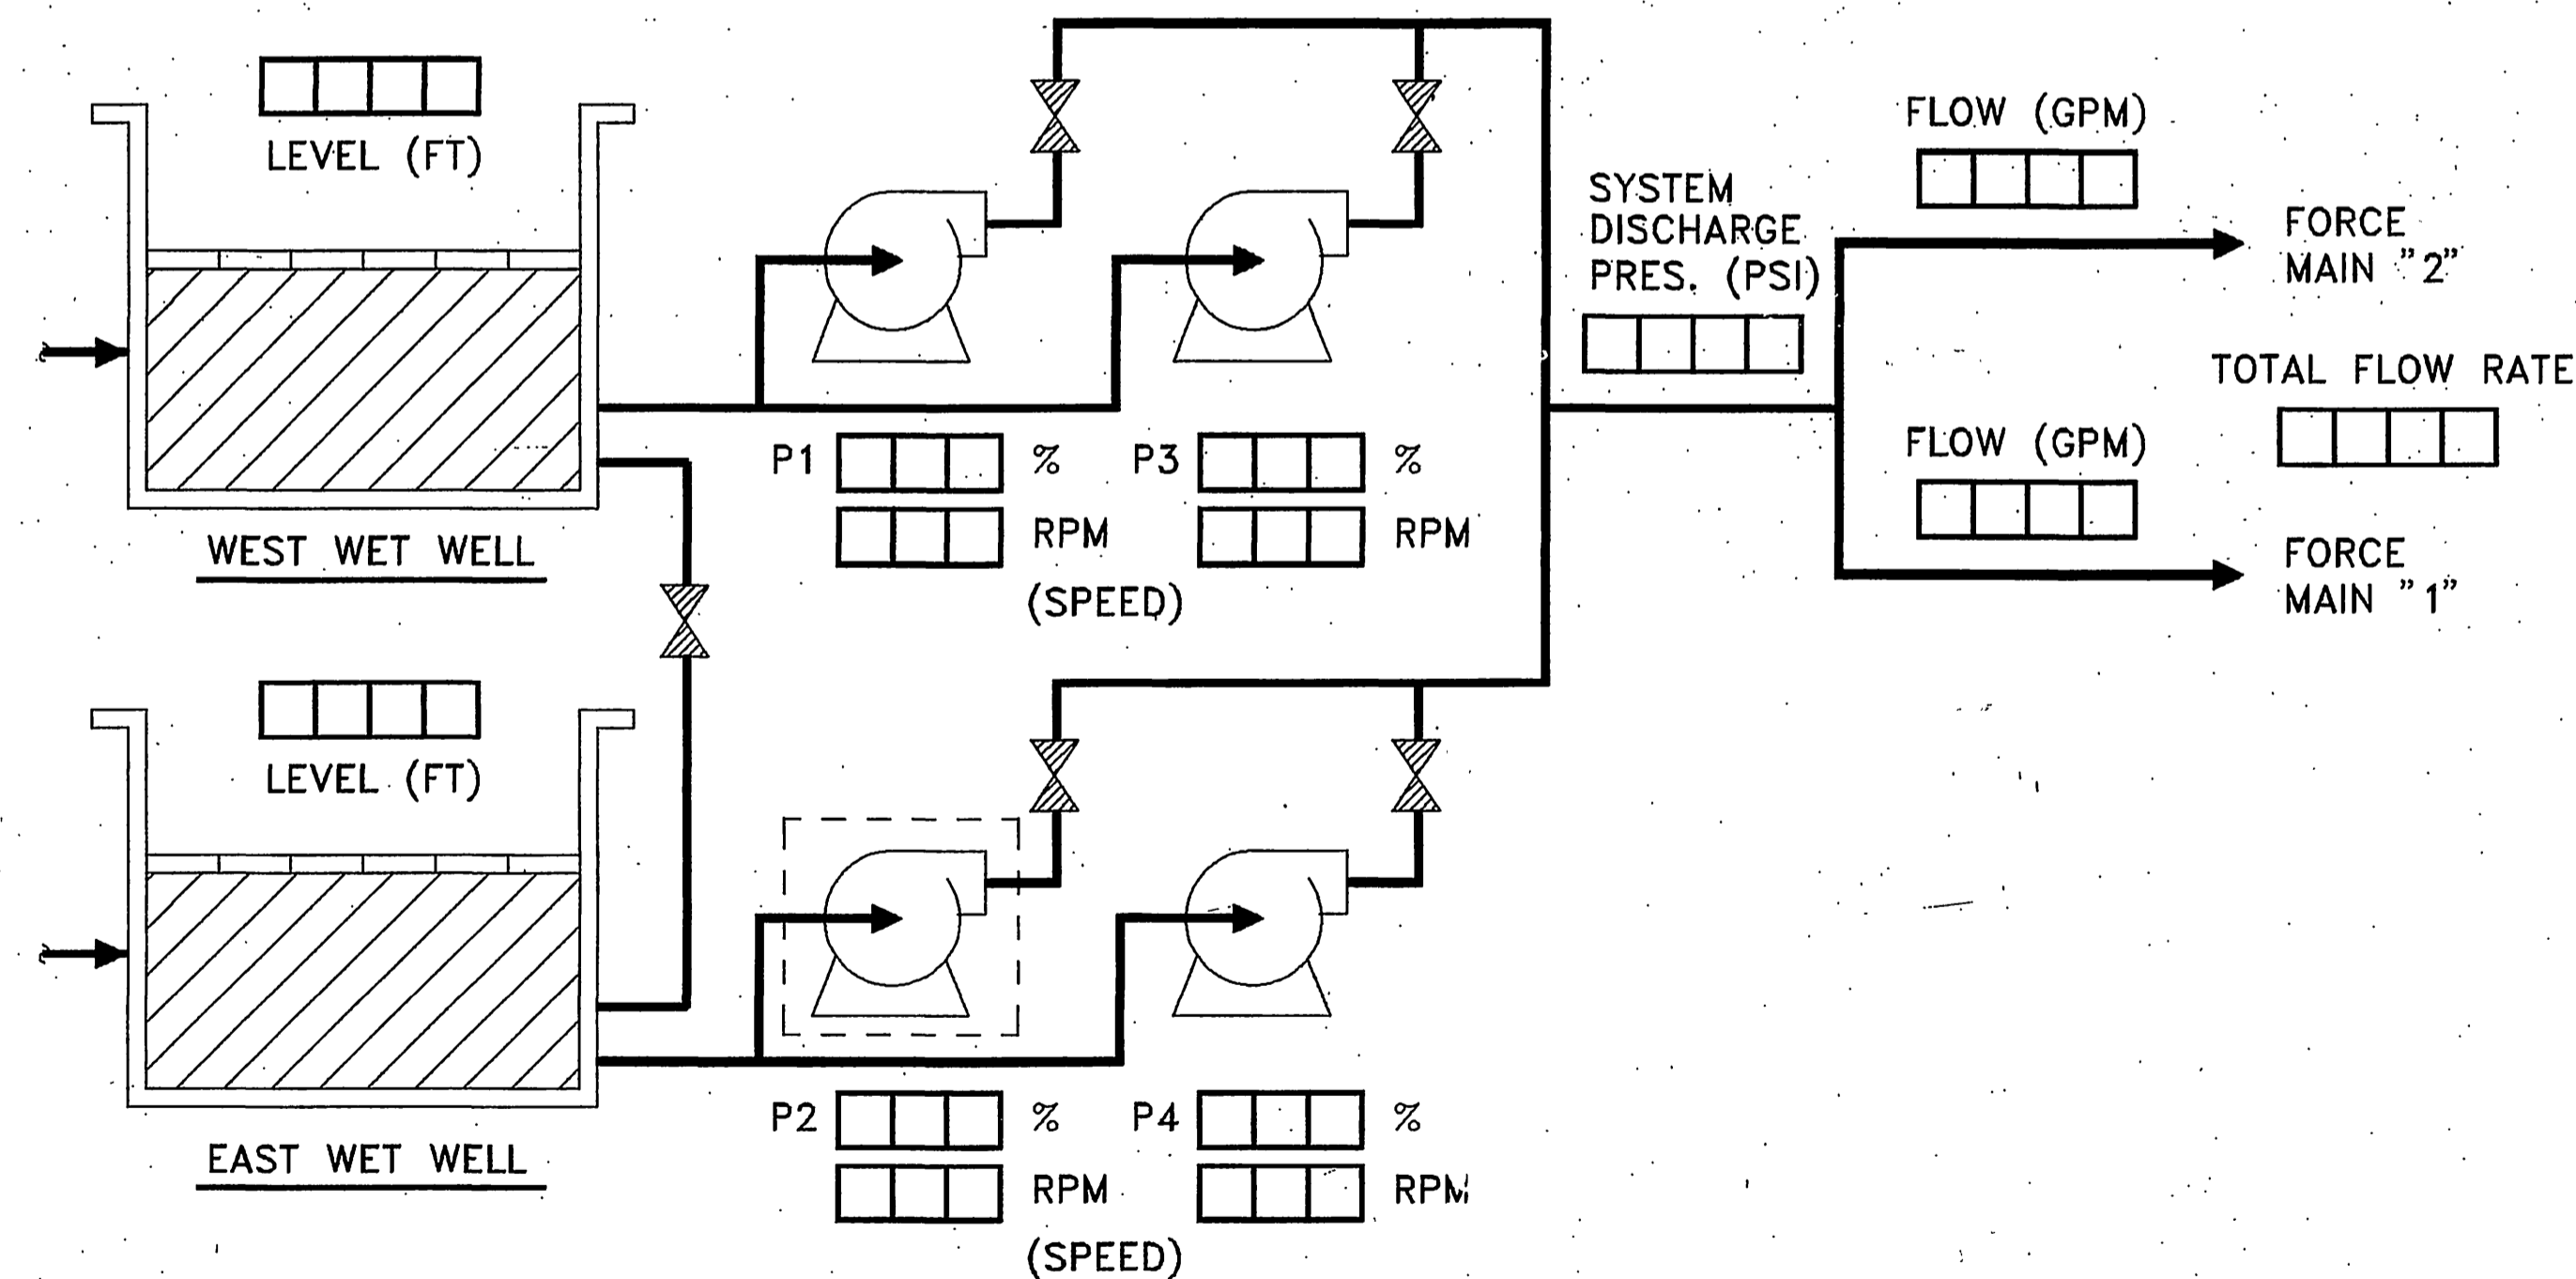 LEVEL (FT)
WEST WET WELL
P1 %
RPM
P3 %
RPM
(SPEED)
SYSTEM
DISCHARGE
PRES. (PSI)
FLOW (GPM)
FORCE
MAIN "2"
TOTAL FLOW RATE
FLOW (GPM)
FORCE
MAIN "1"
LEVEL (FT)
EAST WET WELL
P2 %
RPM
P4 %
RPM
(SPEED)